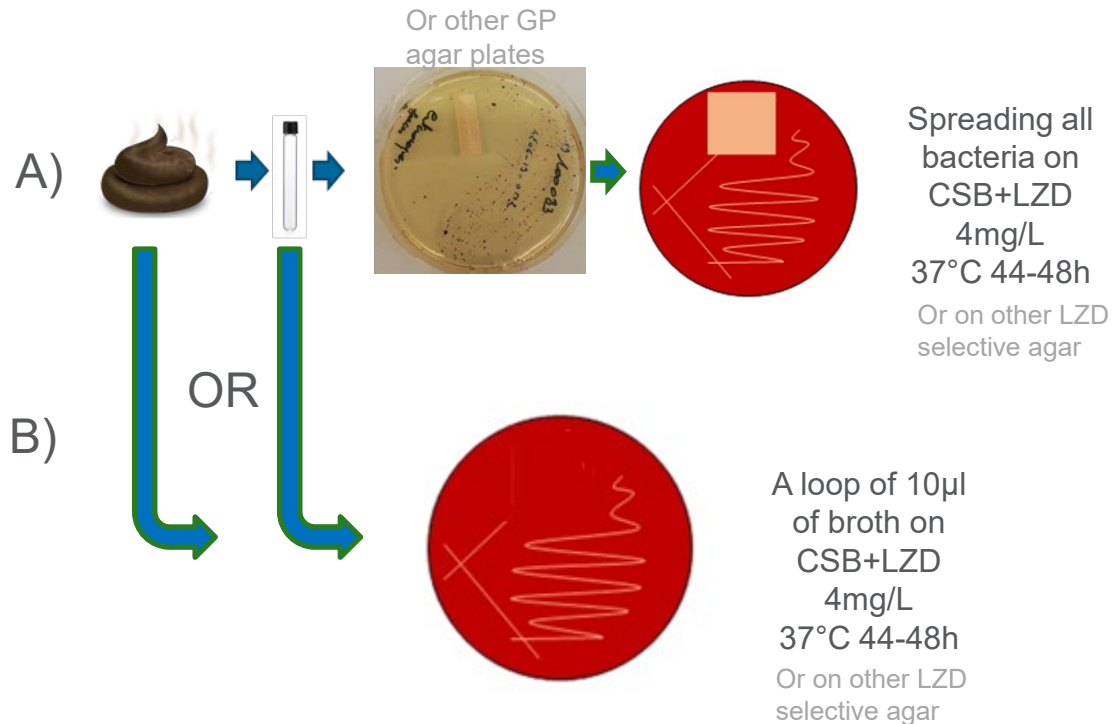 Or other GP
agar plates
A)
Spreading all
bacteria on
CSB+LZD
4mg/L
37°C 44-48h
Or on other LZD
selective agar
OR
B)
A loop of 10µl
of broth on
CSB+LZD
4mg/L
37°C 44-48h
Or on other LZD
selective agar